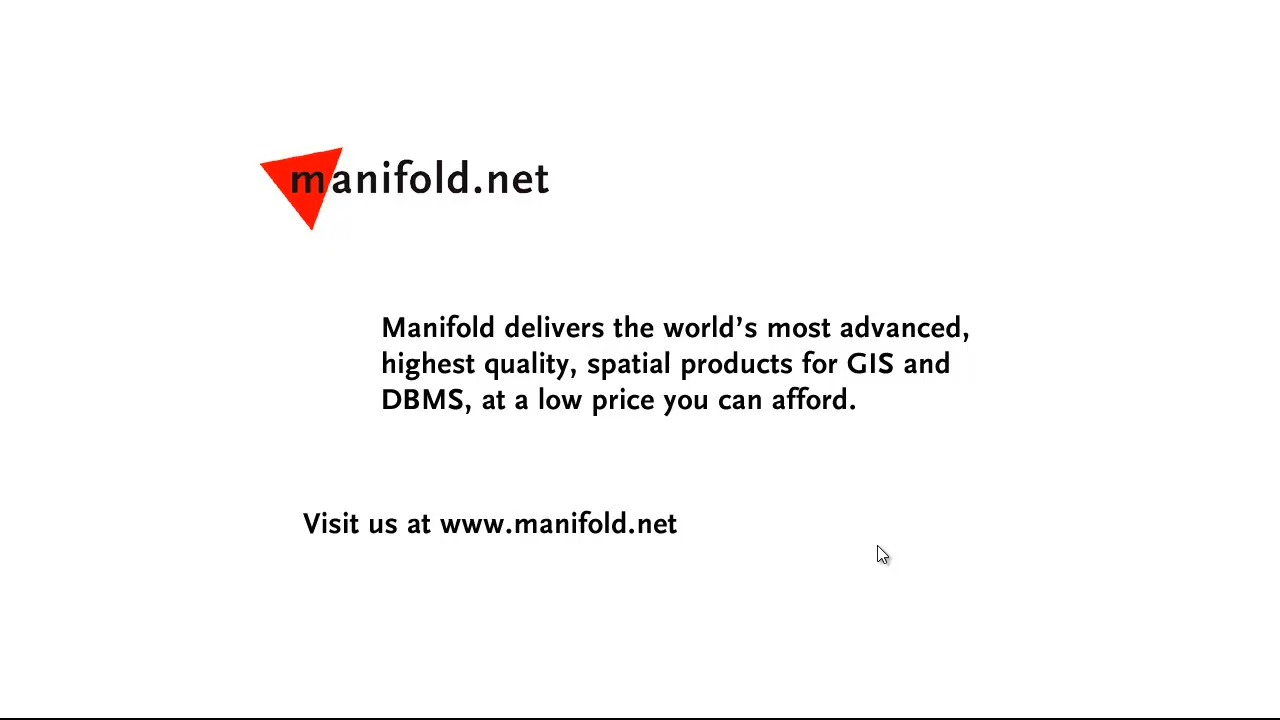 manifold.net
Manifold delivers the world’s most advanced,
highest quality, spatial products for GIS and
DBMS, at a low price you can afford.
Visit us at www.manifold.net